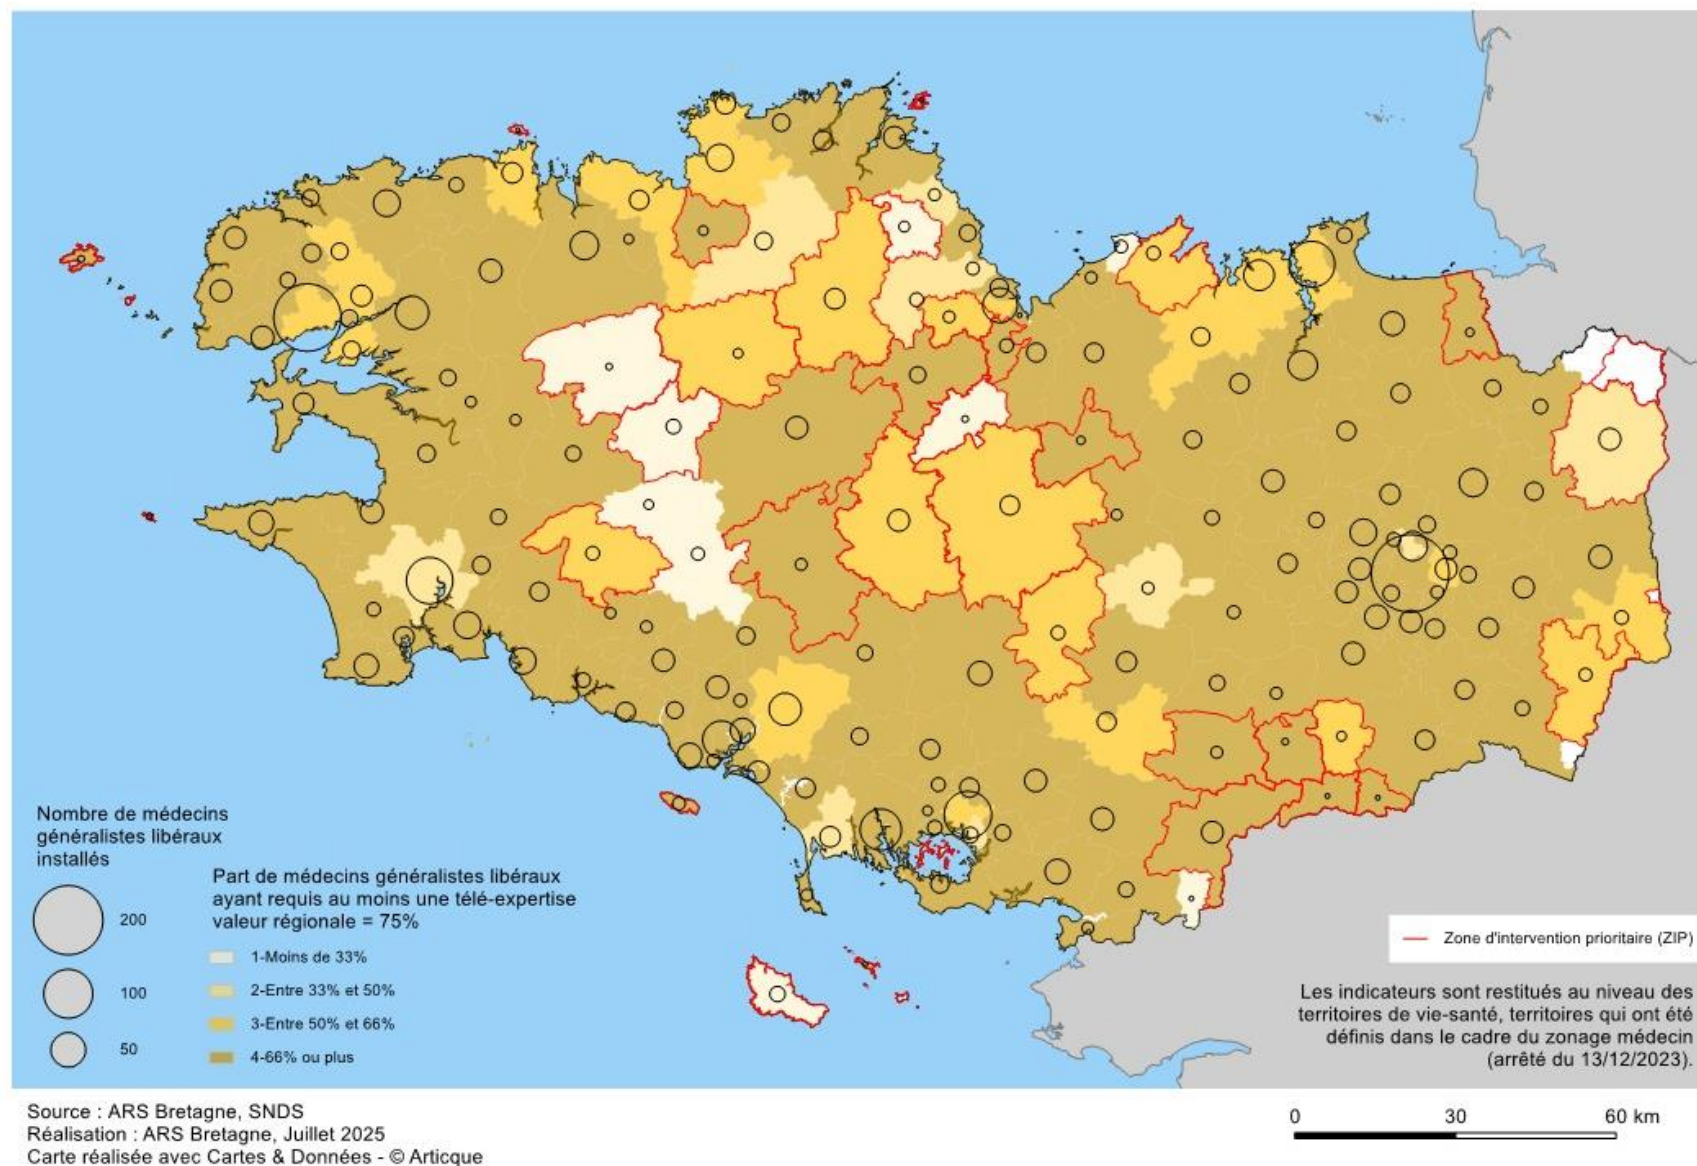 Nombre de médecins
généralistes libéraux
installés
200
100
50
Part de médecins généralistes libéraux
ayant requis au moins une télé-expertise
valeur régionale = 75%
1-Moins de 33%
2-Entre 33% et 50%
3-Entre 50% et 66%
4-66% ou plus
Zone d'intervention prioritaire (ZIP)
Les indicateurs sont restitués au niveau des
territoires de vie-santé, territoires qui ont été
définis dans le cadre du zonage médecin
(arrêté du 13/12/2023).
Source : ARS Bretagne, SNDS
Réalisation : ARS Bretagne, Juillet 2025
Carte réalisée avec Cartes & Données - © Articque
0 30 60 km